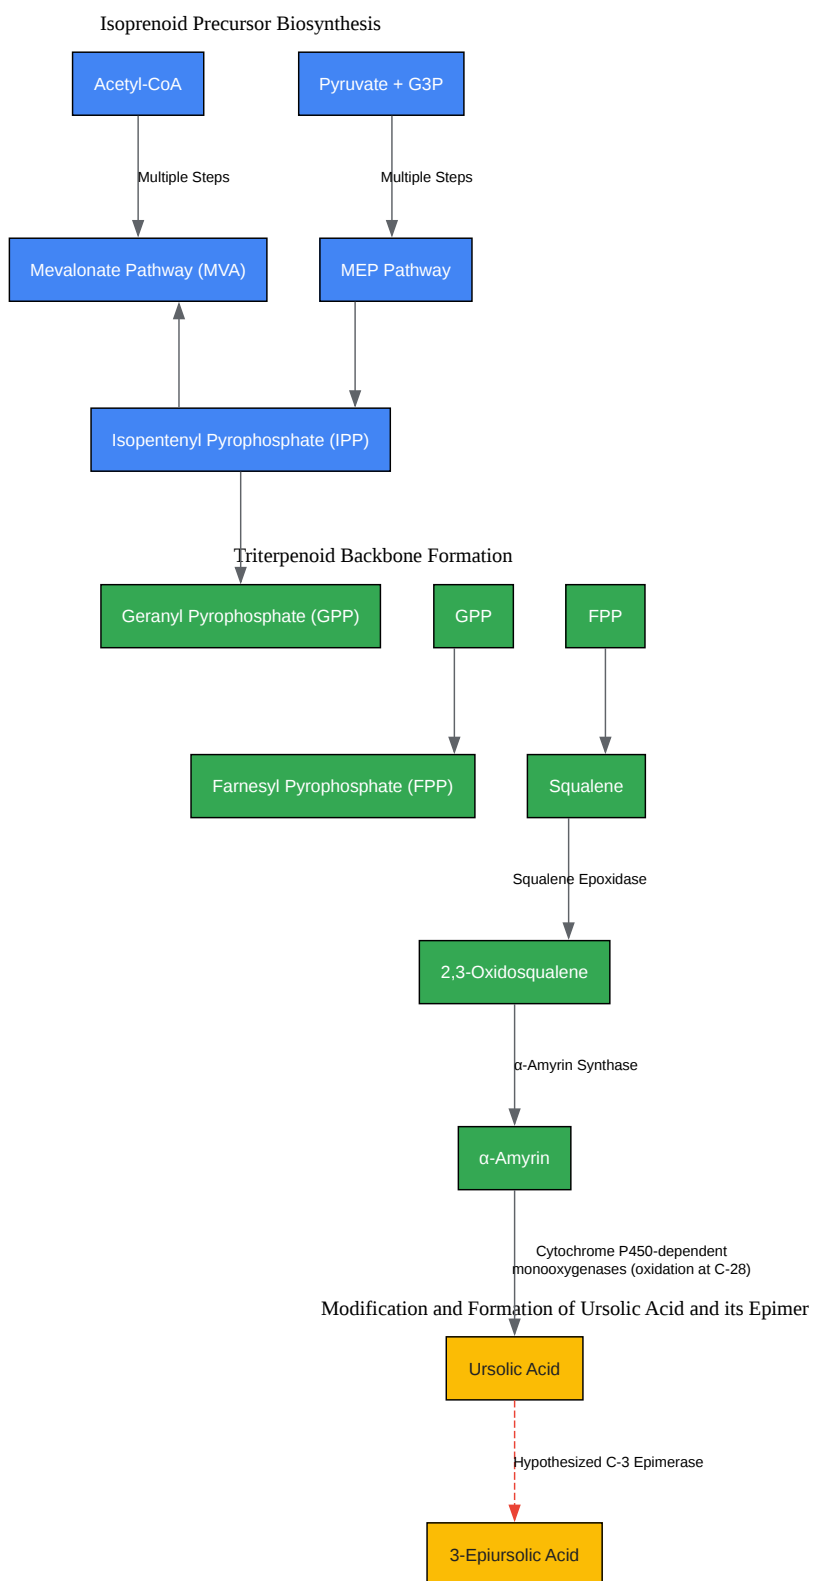 Isoprenoid Precursor Biosynthesis
Acetyl-CoA
Pyruvate + G3P
Multiple Steps
Multiple Steps
Mevalonate Pathway (MVA)
MEP Pathway
Isopentenyl Pyrophosphate (IPP)
Triterpenoid Backbone Formation
Geranyl Pyrophosphate (GPP)
GPP
FPP
Farnesyl Pyrophosphate (FPP)
Squalene
Squalene Epoxidase
2,3-Oxidosqualene
α-Amyrin Synthase
α-Amyrin
Cytochrome P450-dependent
monooxygenases (oxidation at C-28)
Modification and Formation of Ursolic Acid and its Epimer
Ursolic Acid
Hypothesized C-3 Epimerase
3-Epiursolic Acid